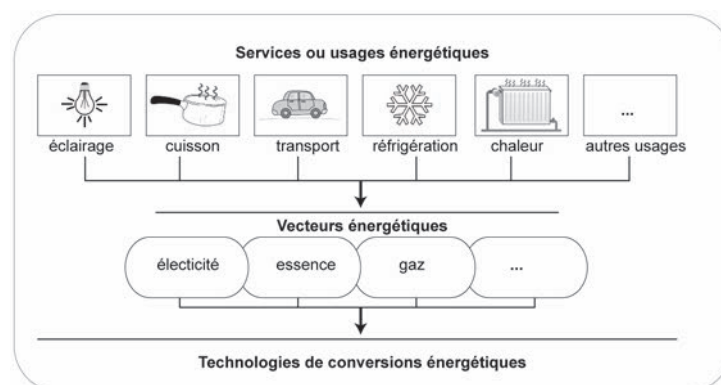 Services ou usages énergétiques
éclairage cuisson transport réfrigération chaleur ... autres usages
Vecteurs énergétiques
électicité essence gaz ...
Technologies de conversions énergétiques